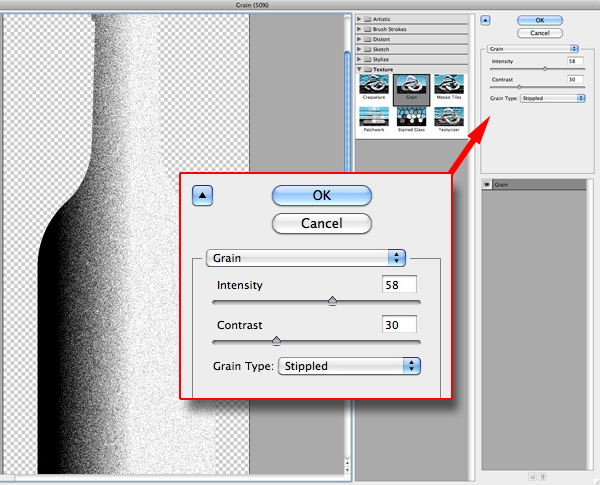 Grain (50%)
Artistic
Brush Strokes
Distort
Sketch
Stylize
Texture
Craquelure
Grain
Mosaic Tiles
Patchwork
Stained Glass
Texturizer
OK
Cancel
Grain
Intensity 58
Contrast 30
Grain Type: Stippled
Grain
OK
Cancel
Grain
Intensity 58
Contrast 30
Grain Type: Stippled